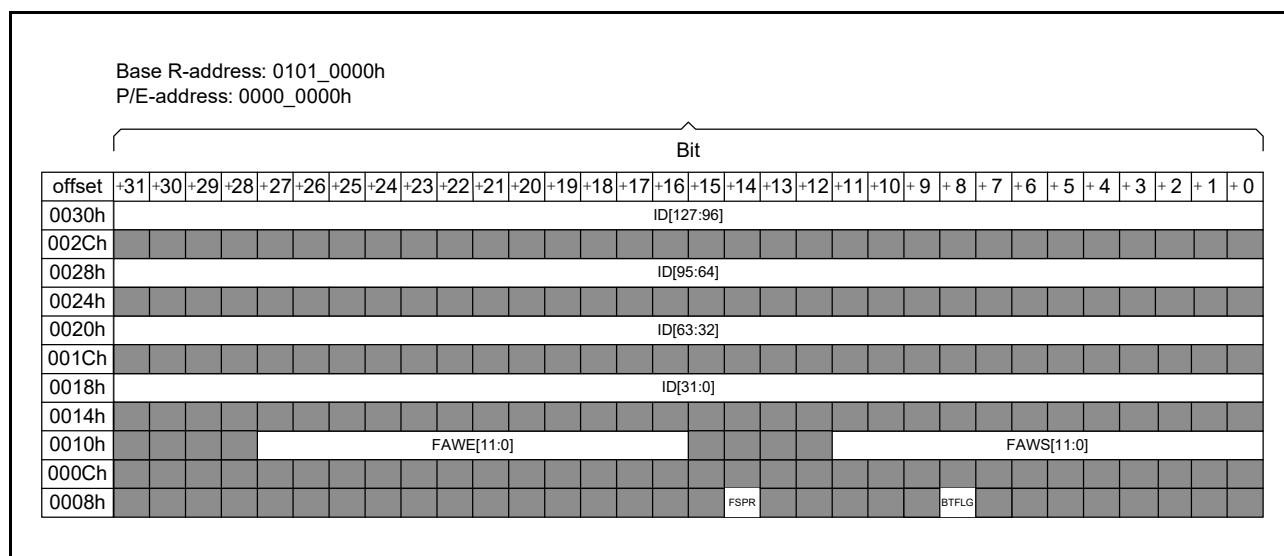 Base R-address: 0101_0000h
P/E-address: 0000_0000h
Bit
offset +31 +30 +29 +28 +27 +26 +25 +24 +23 +22 +21 +20 +19 +18 +17 +16 +15 +14 +13 +12 +11 +10 + 9 + 8 + 7 + 6 + 5 + 4 + 3 + 2 + 1 + 0
0030h ID[127:96]
002Ch
0028h ID[95:64]
0024h
0020h ID[63:32]
001Ch
0018h ID[31:0]
0014h
0010h FAWE[11:0] FAWS[11:0]
000Ch
0008h FSPR BTFLG